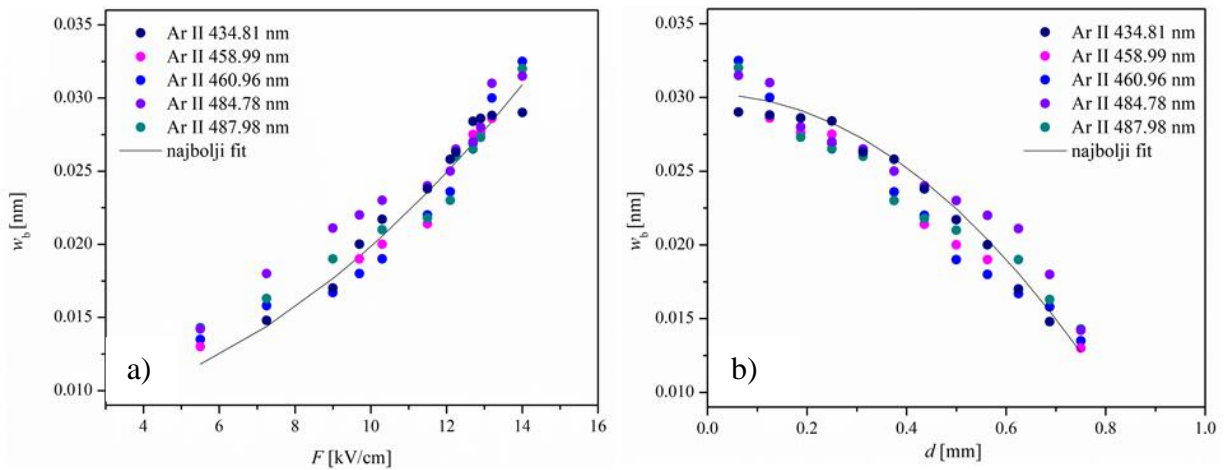 0.035
0.030
0.025
0.020
0.015
0.010
w_b [nm]
Ar II 434.81 nm
Ar II 458.99 nm
Ar II 460.96 nm
Ar II 484.78 nm
Ar II 487.98 nm
najbolji fit
a)
4 6 8 10 12 14 16
F [kV/cm]
0.035
0.030
0.025
0.020
0.015
0.010
w_b [nm]
Ar II 434.81 nm
Ar II 458.99 nm
Ar II 460.96 nm
Ar II 484.78 nm
Ar II 487.98 nm
najbolji fit
b)
0.0 0.2 0.4 0.6 0.8 1.0
d [mm]